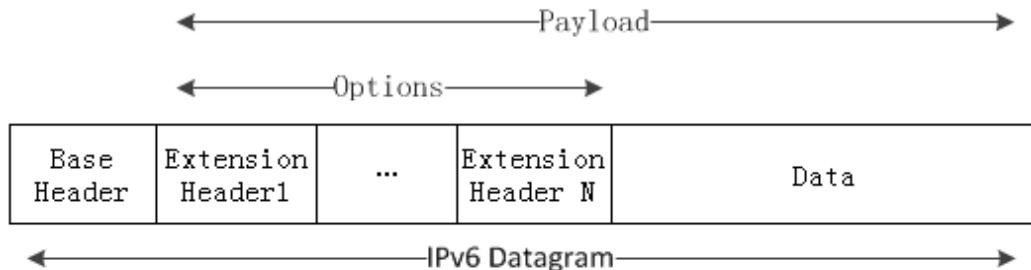 Payload
Options
Base Header
Extension Header1
...
Extension Header N
Data
IPv6 Datagram